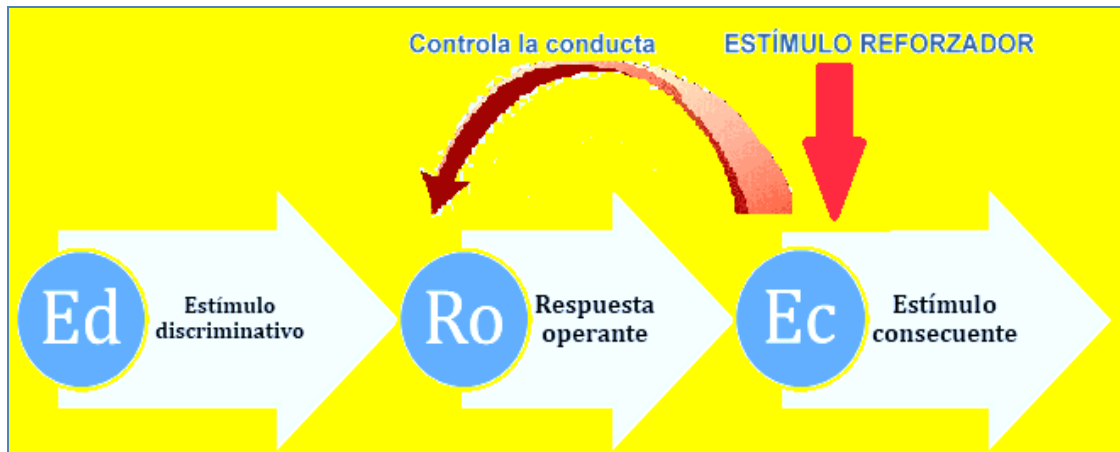 Controla la conducta
ESTÍMULO REFORZADOR
Ed
Estímulo
discriminativo
Ro
Respuesta
operante
Ec
Estímulo
consecuente